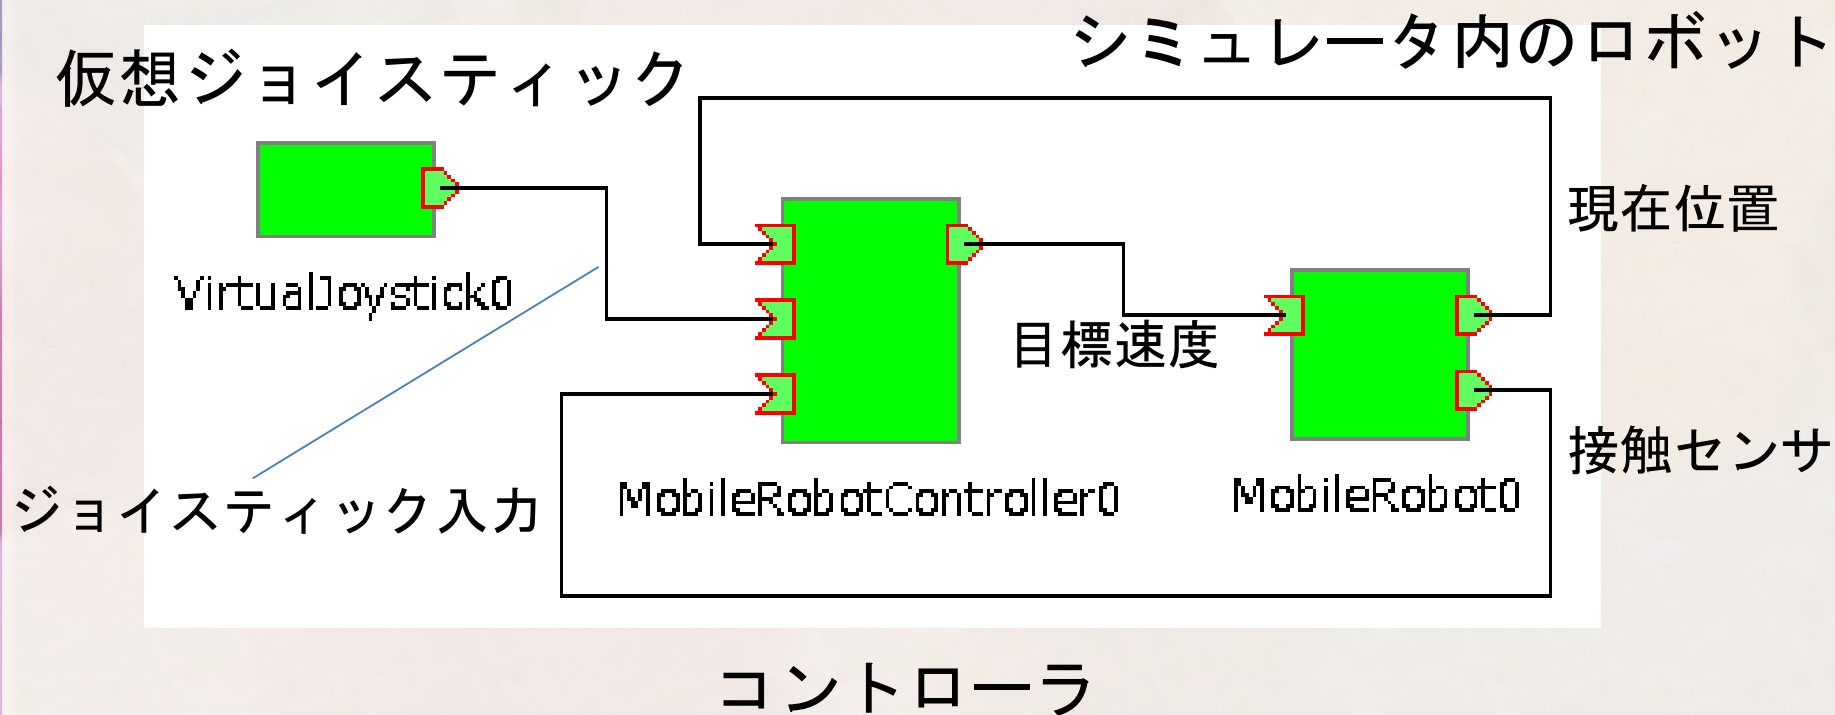 シミュレータ内のロボット
仮想ジョイスティック
現在位置
VirtualJoystick0
目標速度
接触センサ
ジョイスティック入力
MobileRobotController0
MobileRobot0
コントローラ